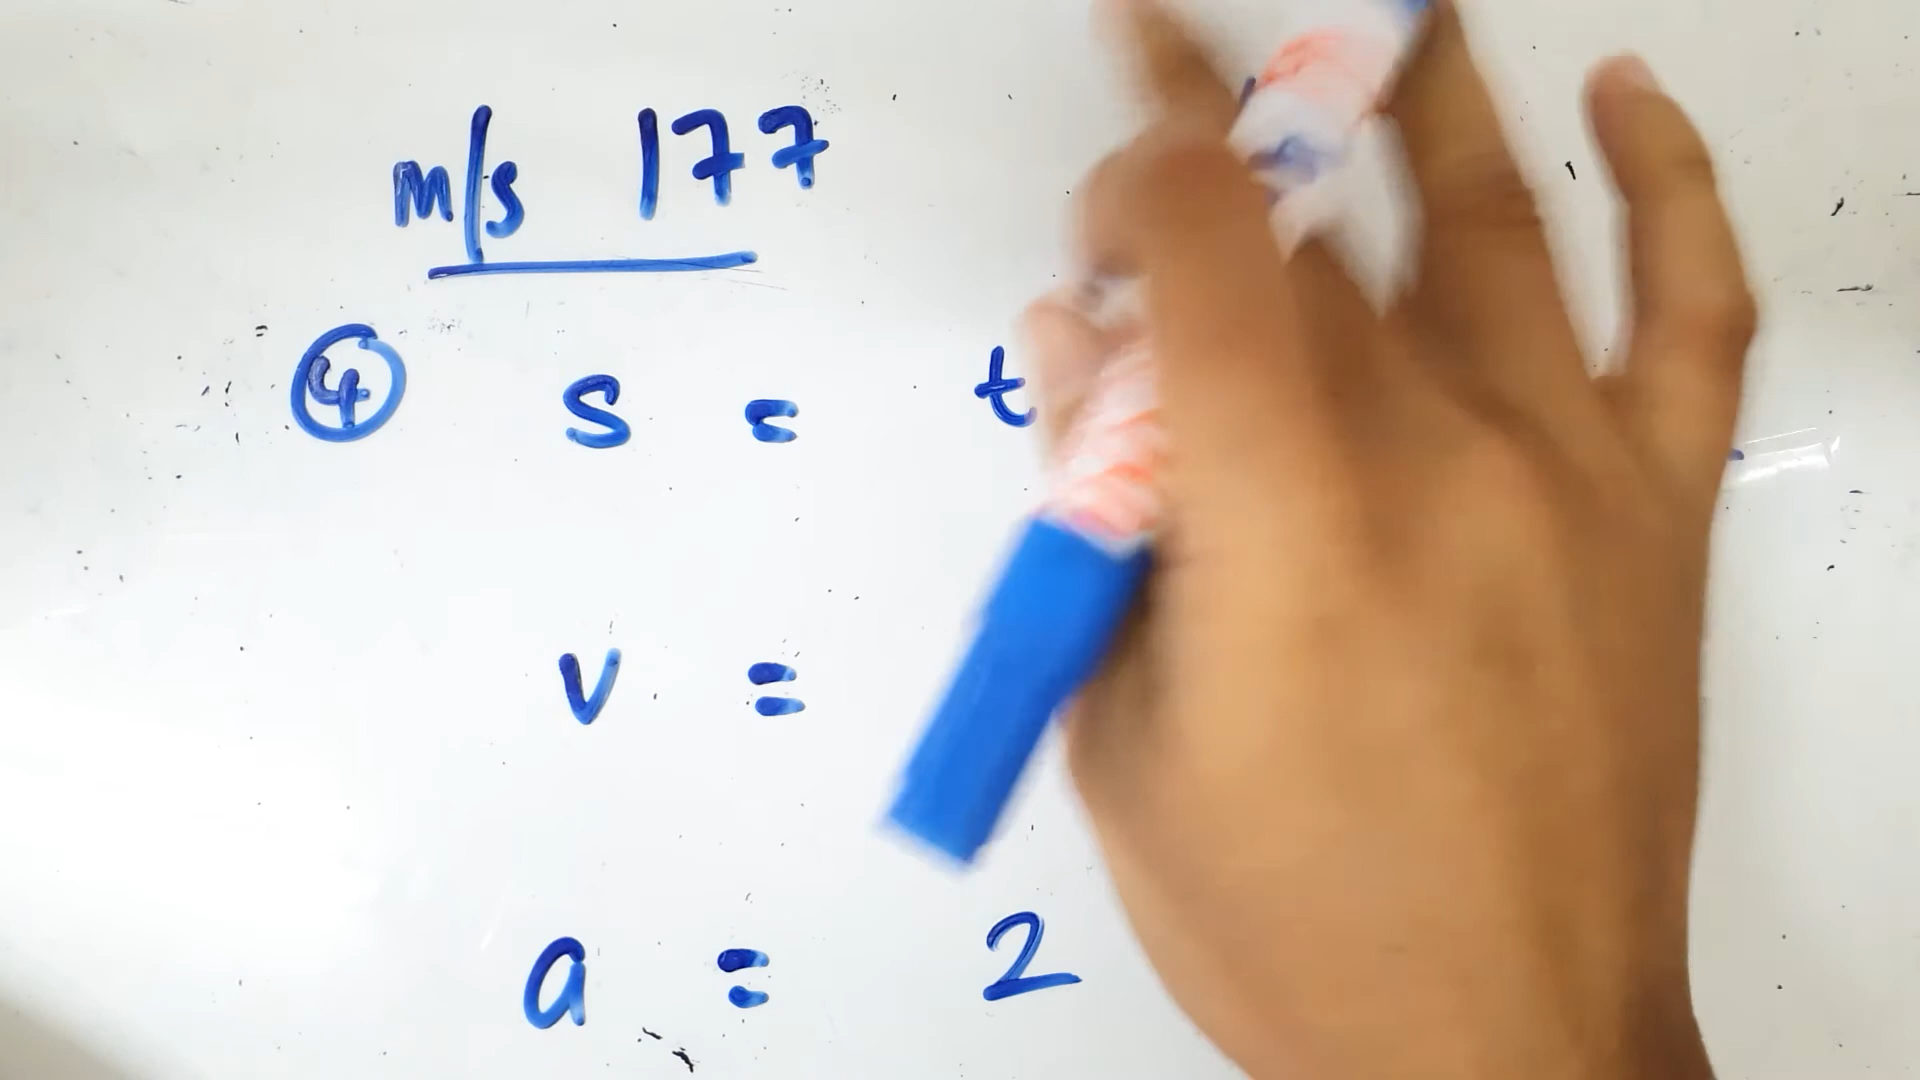 m/s 177
④ s = t
v =
a = 2